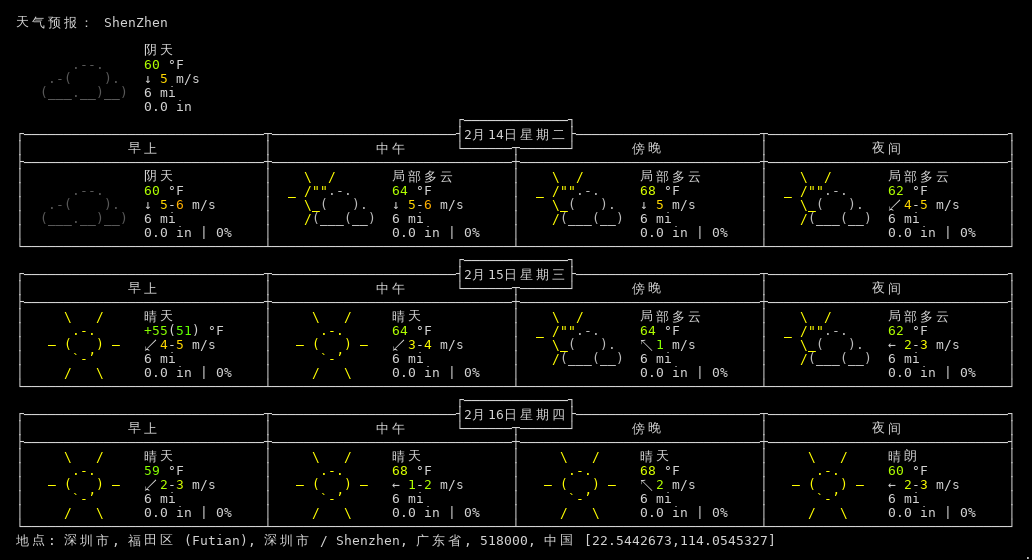 天气预报： ShenZhen
阴天
60 °F
↓ 5 m/s
6 mi
0.0 in
2月14日星期二
早上 中午 傍晚 夜间
阴天 局部多云 局部多云 局部多云
60 °F 64 °F 68 °F 62 °F
↓ 5-6 m/s ↓ 5-6 m/s ↓ 5 m/s ↙ 4-5 m/s
6 mi 6 mi 6 mi 6 mi
0.0 in | 0% 0.0 in | 0% 0.0 in | 0% 0.0 in | 0%
2月15日星期三
早上 中午 傍晚 夜间
晴天 晴天 局部多云 局部多云
+55(51) °F 64 °F 64 °F 62 °F
↙ 4-5 m/s ↙ 3-4 m/s ↖ 1 m/s ← 2-3 m/s
6 mi 6 mi 6 mi 6 mi
0.0 in | 0% 0.0 in | 0% 0.0 in | 0% 0.0 in | 0%
2月16日星期四
早上 中午 傍晚 夜间
晴天 晴天 晴天 晴朗
59 °F 68 °F 68 °F 60 °F
↙ 2-3 m/s ← 1-2 m/s ↖ 2 m/s ← 2-3 m/s
6 mi 6 mi 6 mi 6 mi
0.0 in | 0% 0.0 in | 0% 0.0 in | 0% 0.0 in | 0%
地点: 深圳市, 福田区 (Futian), 深圳市 / Shenzhen, 广东省, 518000, 中国 [22.5442673,114.0545327]